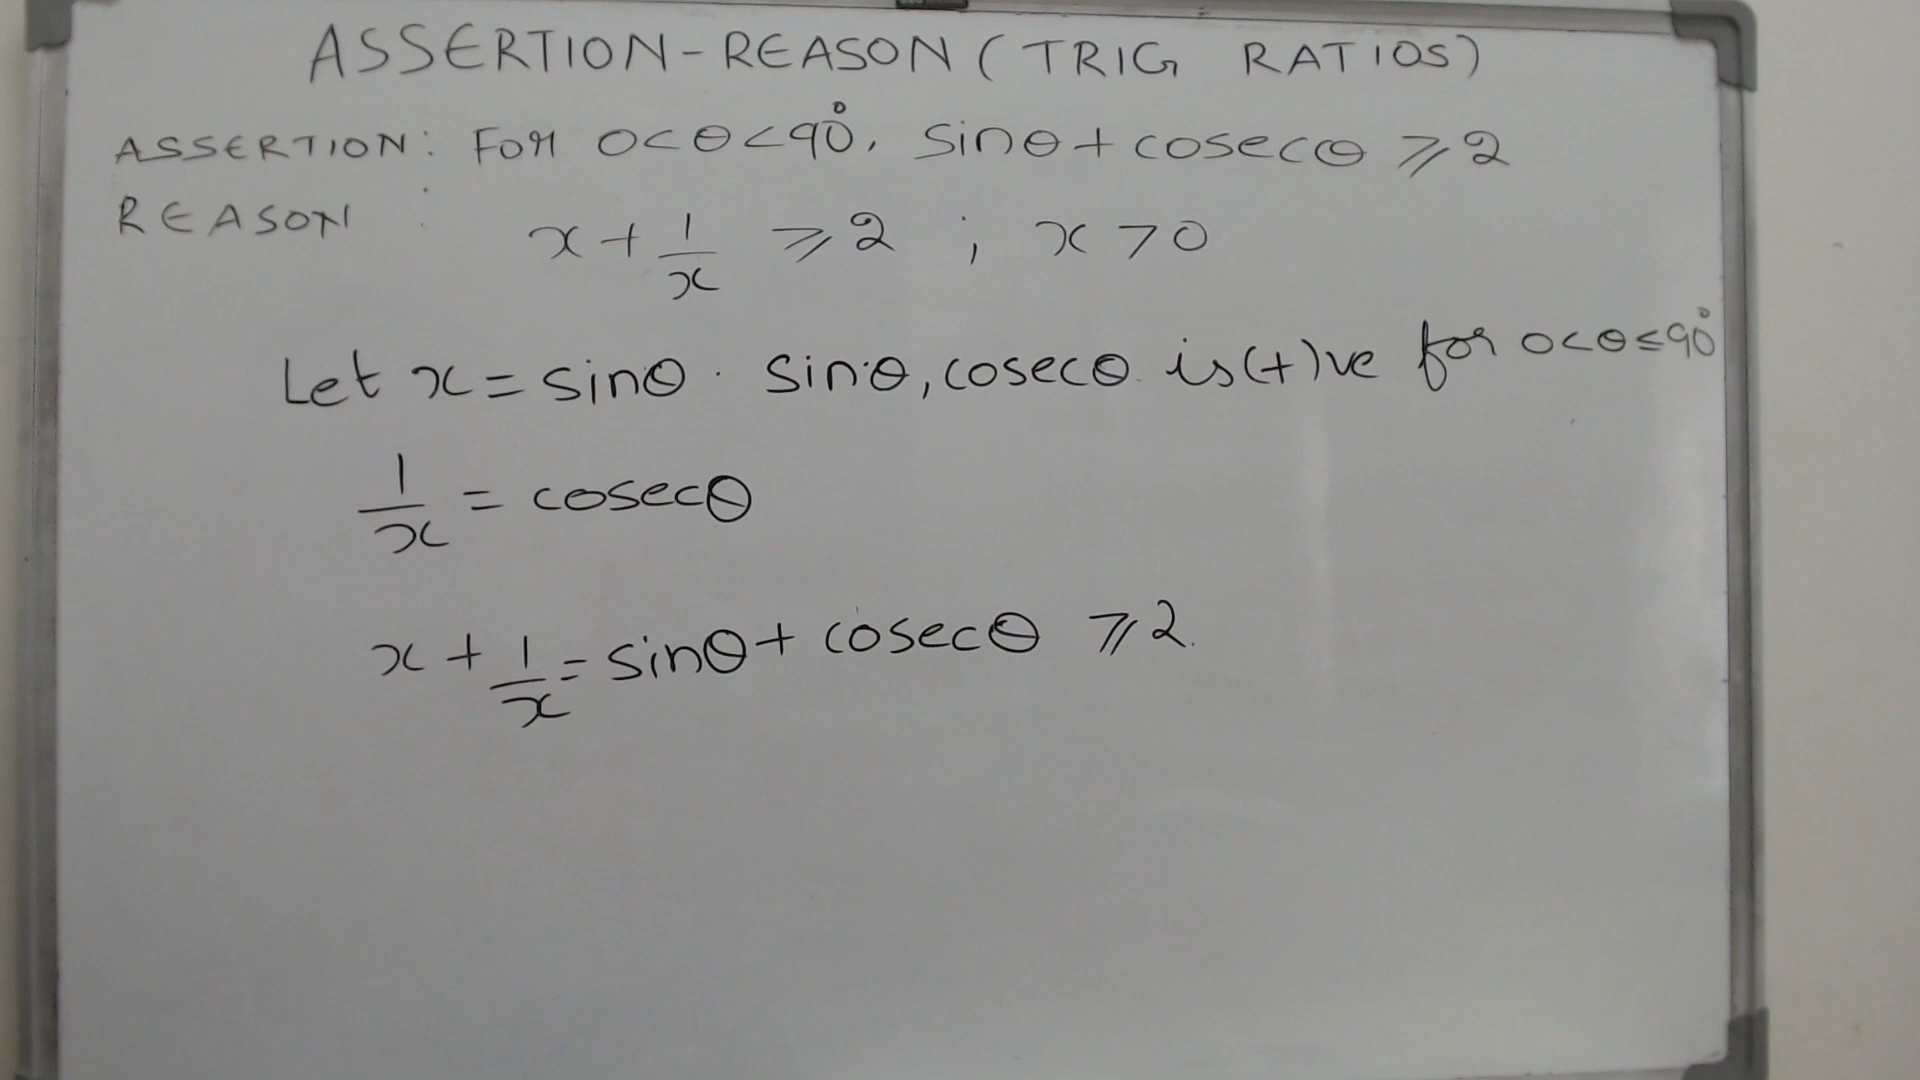 ASSERTION-REASON (TRIG RATIOS)
ASSERTION: FOR 0<θ<90°, sinθ + cosecθ ⩾ 2
REASON : x + 1/x ⩾ 2 ; x > 0
Let x = sinθ. sinθ, cosecθ is (+)ve for 0<θ≤90°
1/x = cosecθ
x + 1/x = sinθ + cosecθ ⩾ 2.